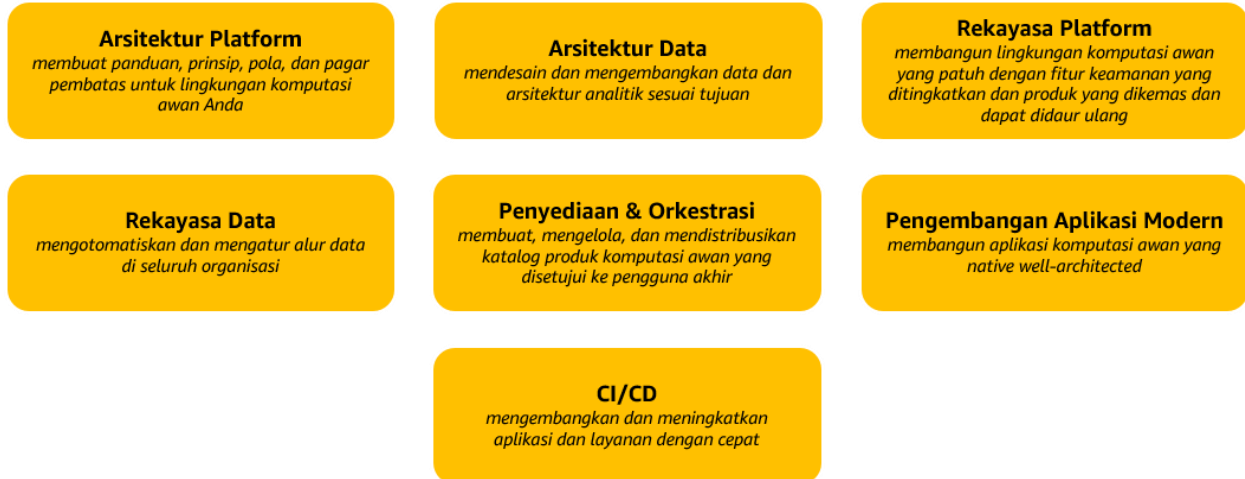 Arsitektur Platform
membuat panduan, prinsip, pola, dan pagar
pembatas untuk lingkungan komputasi
awan Anda
Arsitektur Data
mendesain dan mengembangkan data dan
arsitektur analitik sesuai tujuan
Rekayasa Platform
membangun lingkungan komputasi awan
yang patuh dengan fitur keamanan yang
ditingkatkan dan produk yang dikemas dan
dapat didaur ulang
Rekayasa Data
mengotomatiskan dan mengatur alur data
di seluruh organisasi
Penyediaan & Orkestrasi
membuat, mengelola, dan mendistribusikan
katalog produk komputasi awan yang
disetujui ke pengguna akhir
Pengembangan Aplikasi Modern
membangun aplikasi komputasi awan yang
native well-architected
CI/CD
mengembangkan dan meningkatkan
aplikasi dan layanan dengan cepat